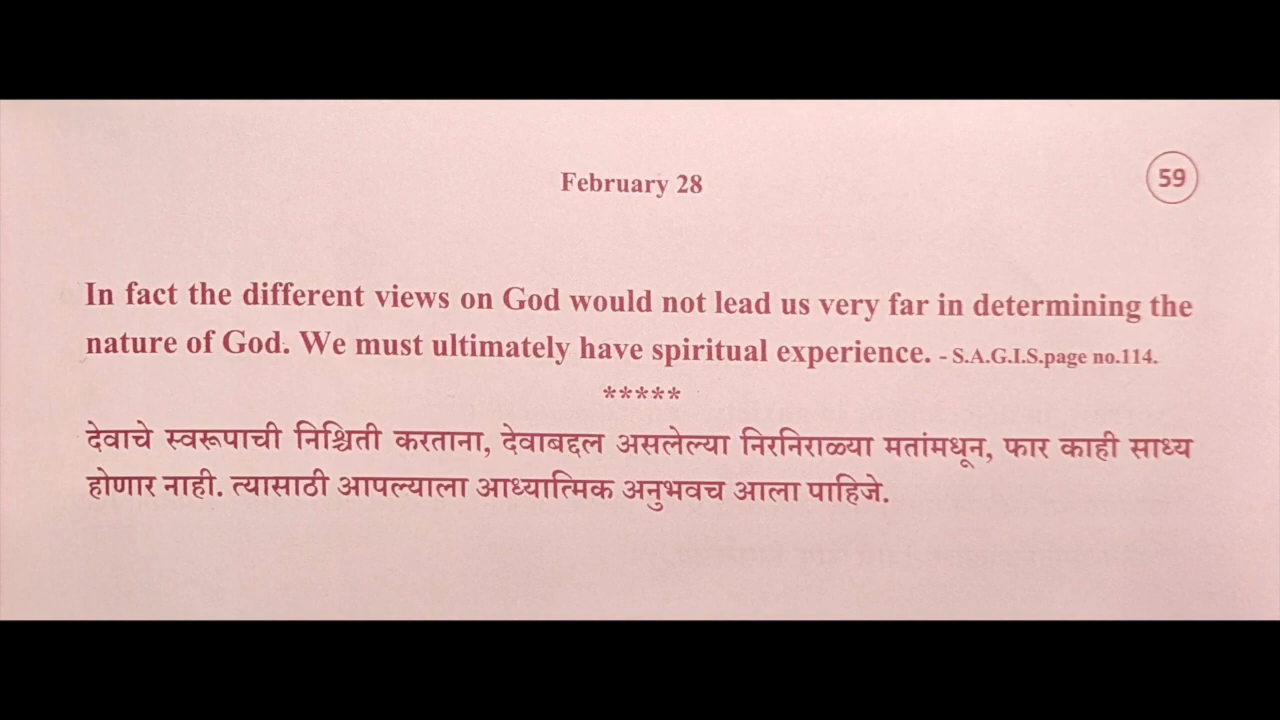 February 28
59
In fact the different views on God would not lead us very far in determining the
nature of God. We must ultimately have spiritual experience. - S.A.G.I.S.page no.114.
*****
देवाचे स्वरूपाची निश्चिती करताना, देवाबद्दल असलेल्या निरनिराळ्या मतांमधून, फार काही साध्य
होणार नाही. त्यासाठी आपल्याला आध्यात्मिक अनुभवच आला पाहिजे.